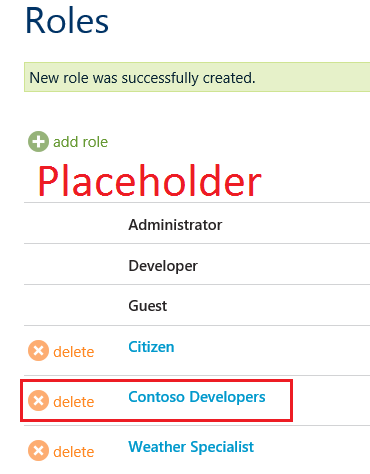 Roles
New role was successfully created.
add role
Placeholder
Administrator
Developer
Guest
delete Citizen
delete Contoso Developers
delete Weather Specialist